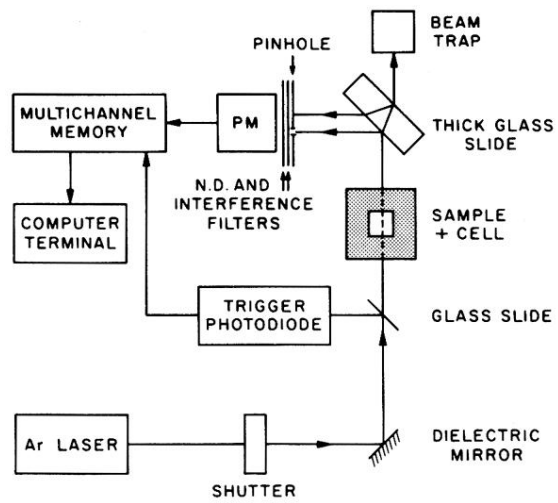 BEAM
TRAP
PINHOLE
MULTICHANNEL
MEMORY
PM
THICK GLASS
SLIDE
N.D. AND
INTERFERENCE
FILTERS
COMPUTER
TERMINAL
SAMPLE
+ CELL
TRIGGER
PHOTODIODE
GLASS SLIDE
Ar LASER
SHUTTER
DIELECTRIC
MIRROR